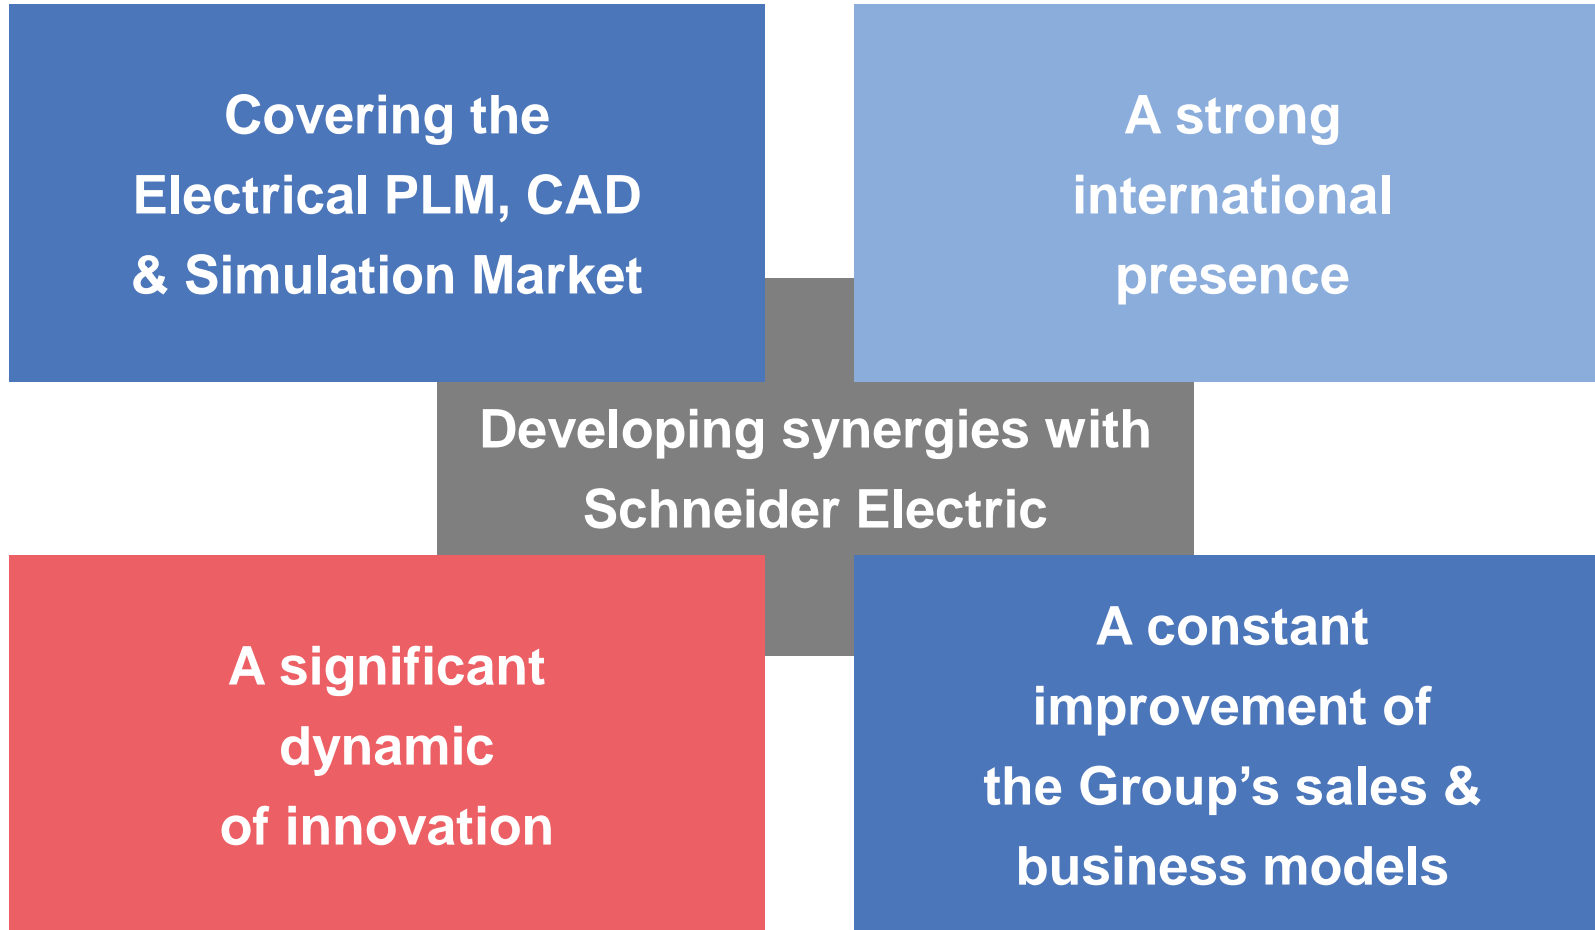 Covering the
Electrical PLM, CAD
& Simulation Market
A strong
international
presence
Developing synergies with
Schneider Electric
A significant
dynamic
of innovation
A constant
improvement of
the Group’s sales &
business models